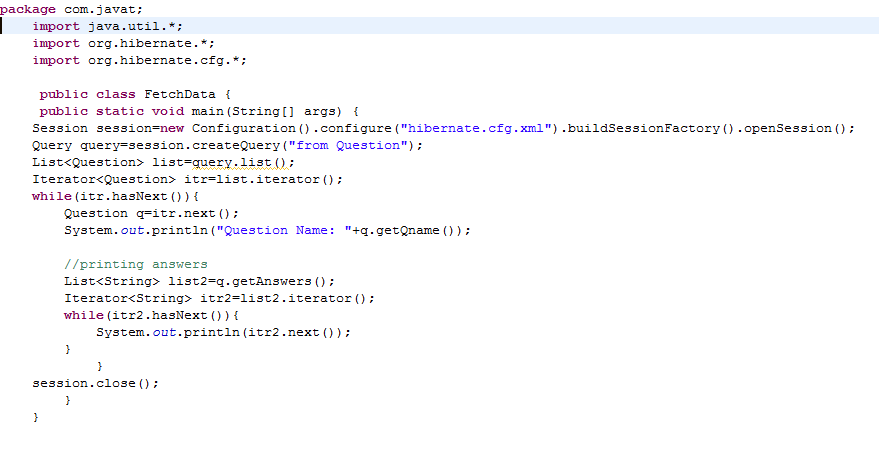 package com.javat;
import java.util.*;
import org.hibernate.*;
import org.hibernate.cfg.*;
public class FetchData {
public static void main(String[] args) {
Session session=new Configuration().configure("hibernate.cfg.xml").buildSessionFactory().openSession();
Query query=session.createQuery("from Question");
List<Question> list=query.list();
Iterator<Question> itr=list.iterator();
while(itr.hasNext()){
Question q=itr.next();
System.out.println("Question Name: "+q.getQname());
//printing answers
List<String> list2=q.getAnswers();
Iterator<String> itr2=list2.iterator();
while(itr2.hasNext()){
System.out.println(itr2.next());
}
}
session.close();
}
}